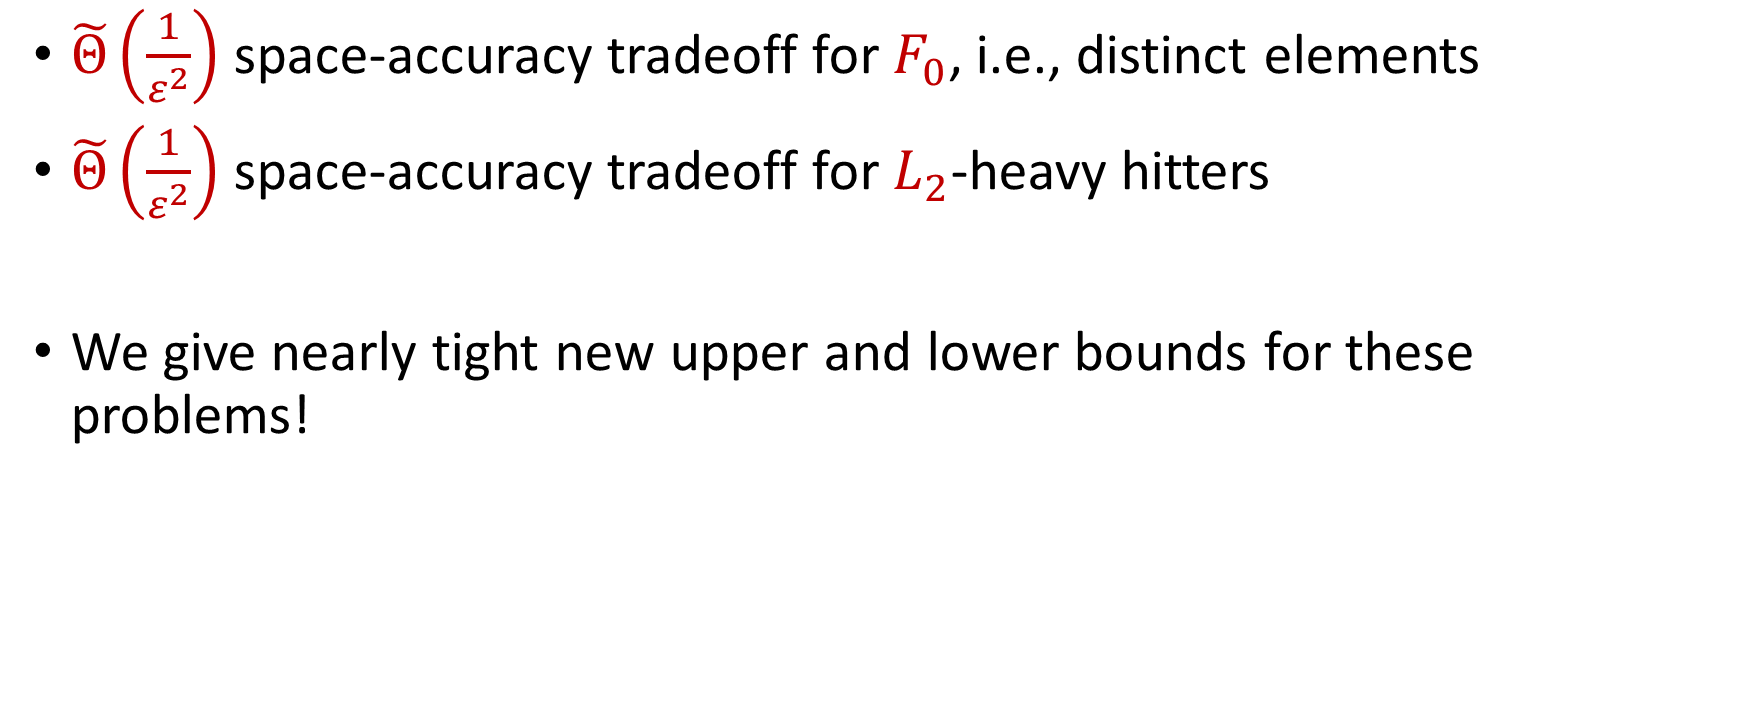 • Θ̃(1/ε²) space-accuracy tradeoff for F₀, i.e., distinct elements
• Θ̃(1/ε²) space-accuracy tradeoff for L₂-heavy hitters
• We give nearly tight new upper and lower bounds for these
problems!